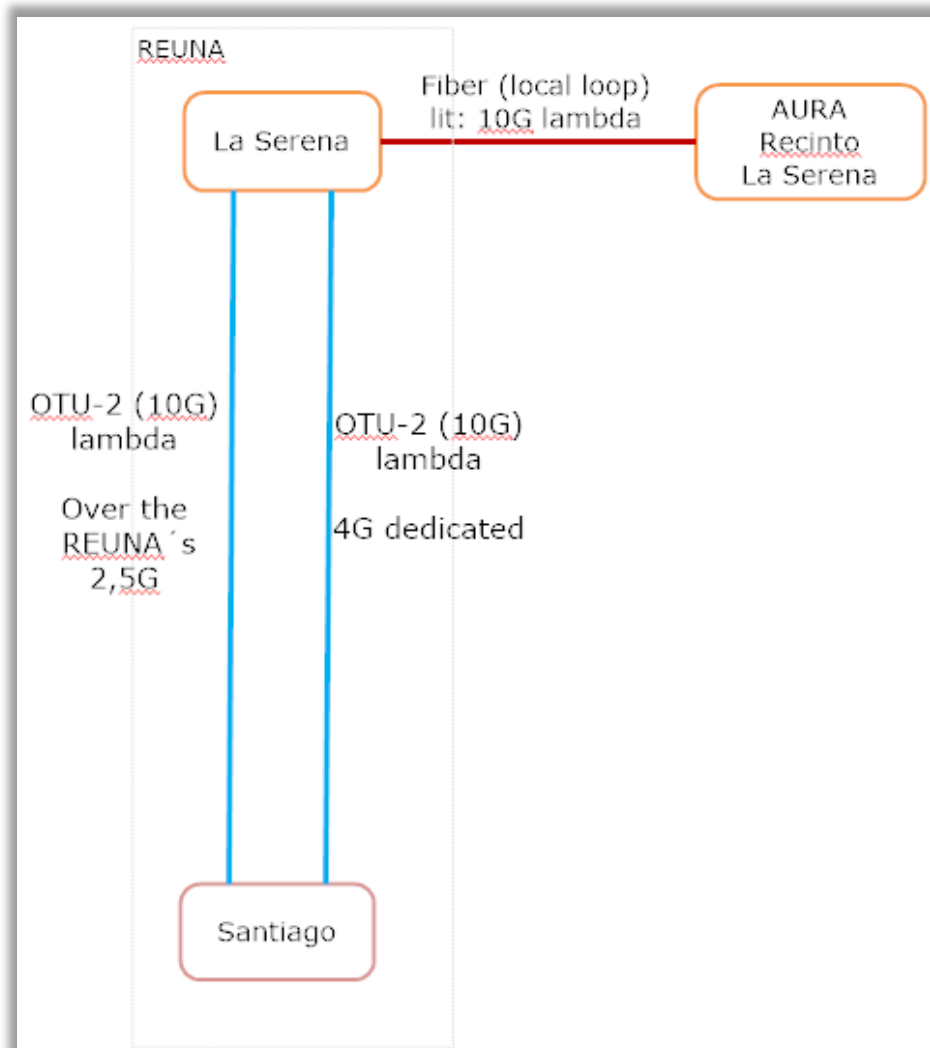 REUNA
La Serena
Fiber (local loop)
lit: 10G lambda
AURA
Recinto
La Serena
OTU-2 (10G)
lambda
Over the
REUNA´s
2,5G
OTU-2 (10G)
lambda
4G dedicated
Santiago